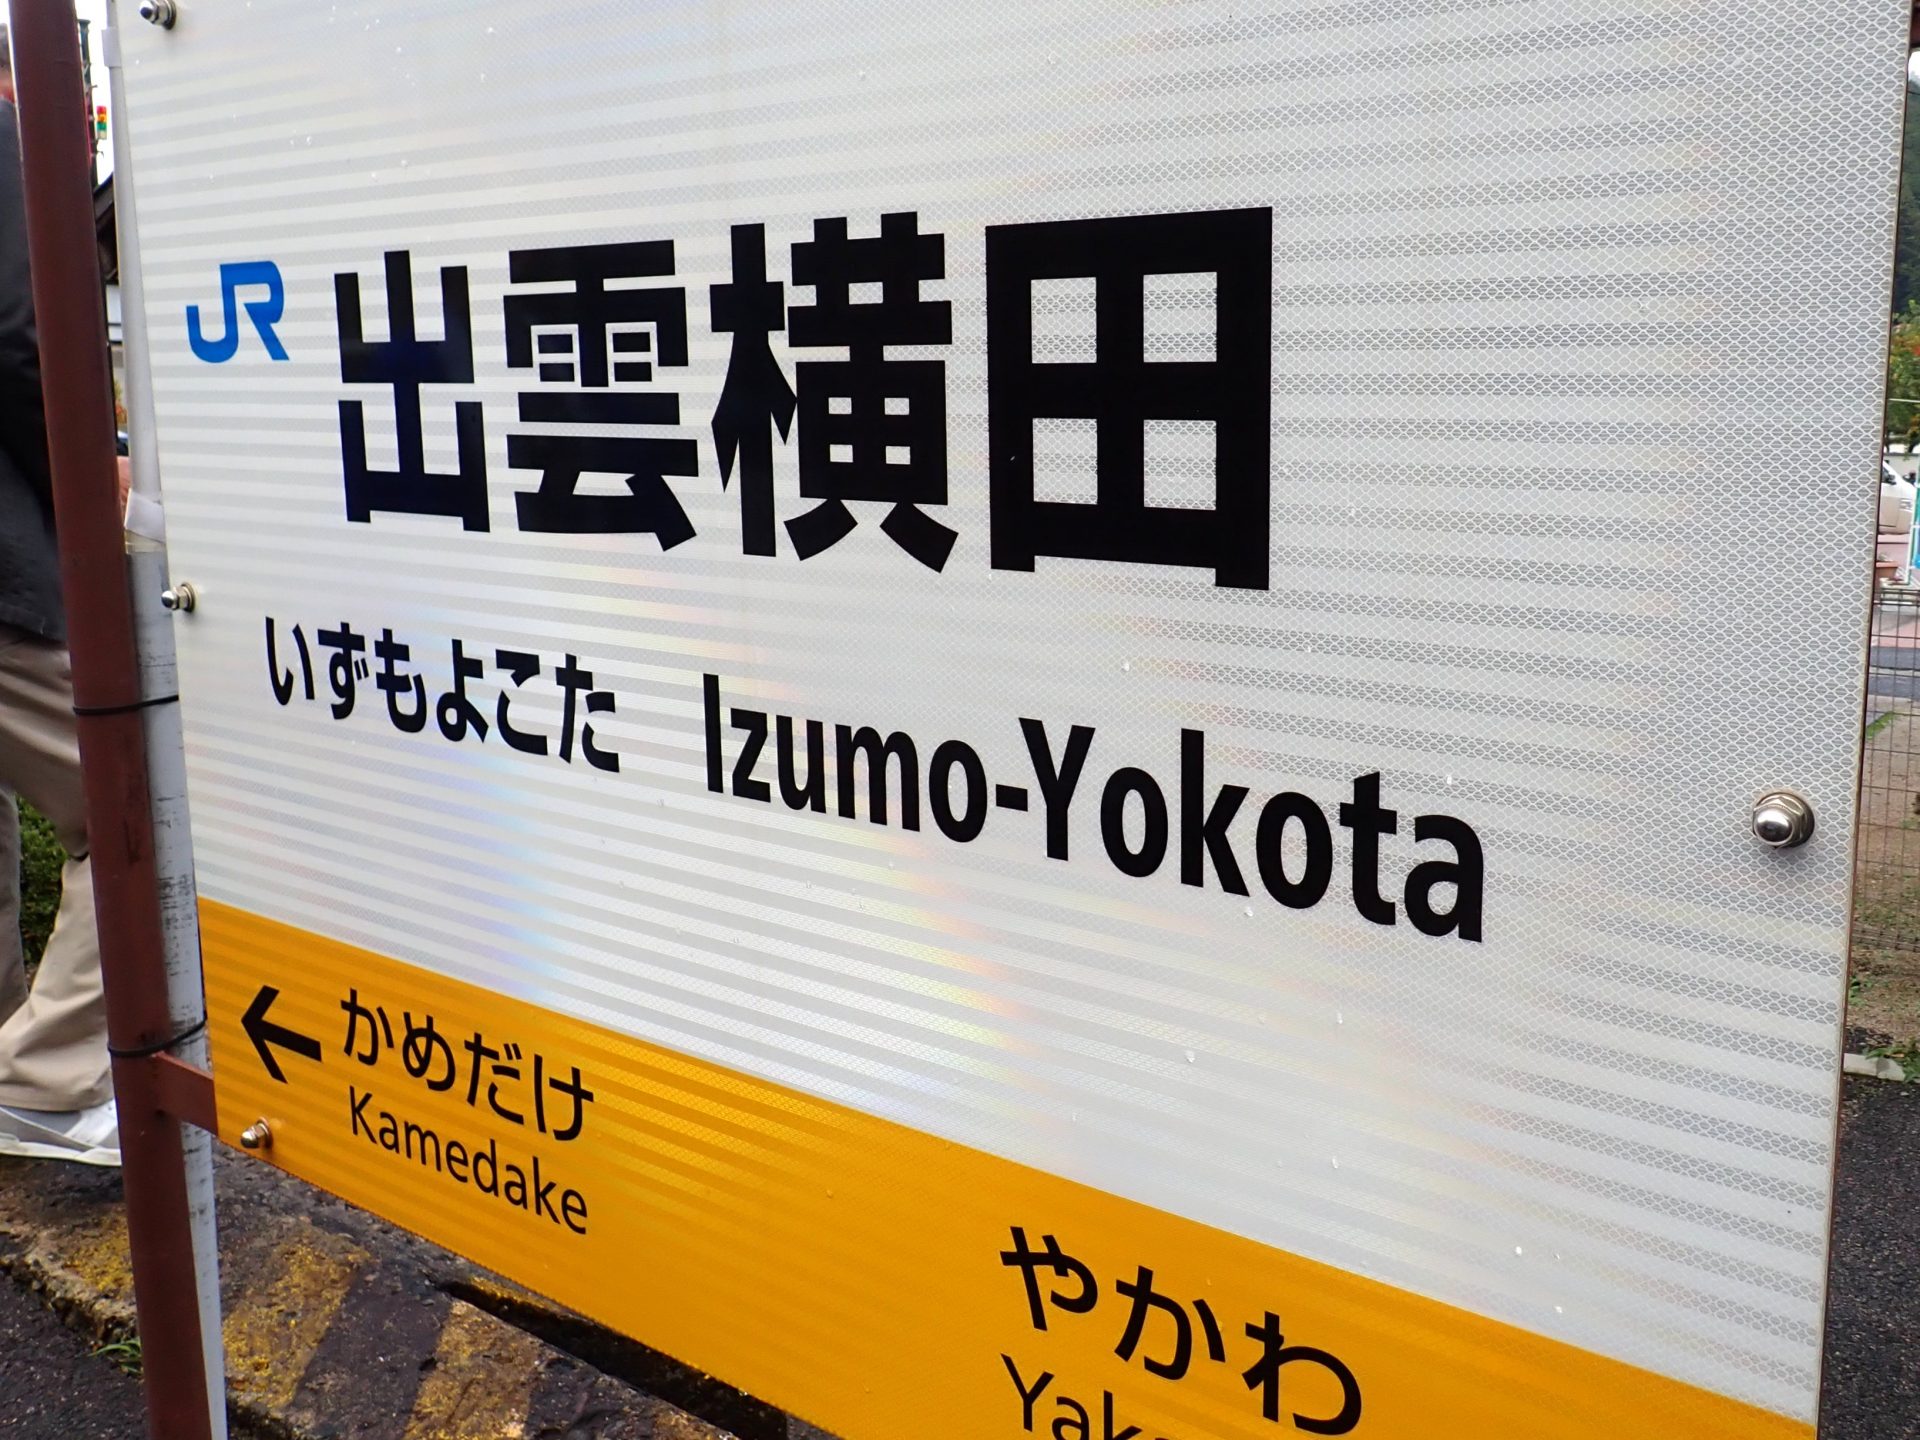 JR 出雲横田
いずもよこた Izumo-Yokota
← かめだけ
Kamedake
やかわ